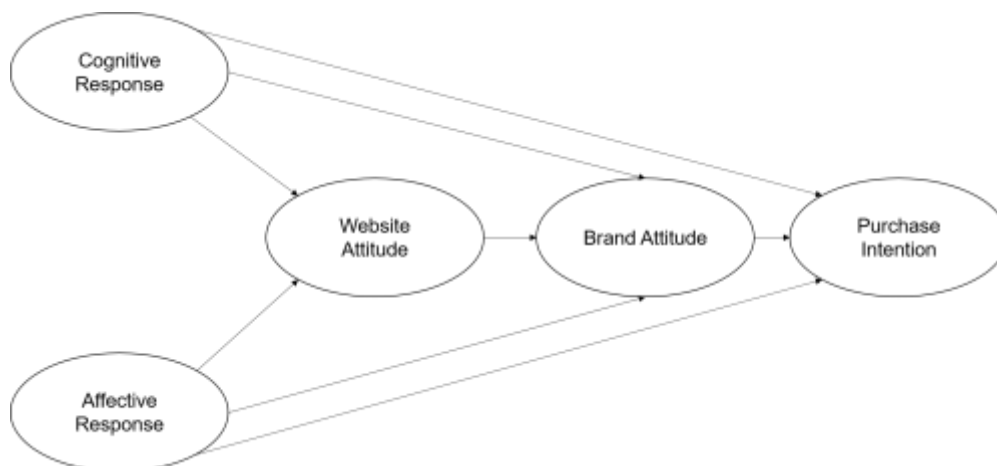 Cognitive
Response
Website
Attitude
Brand Attitude
Purchase
Intention
Affective
Response